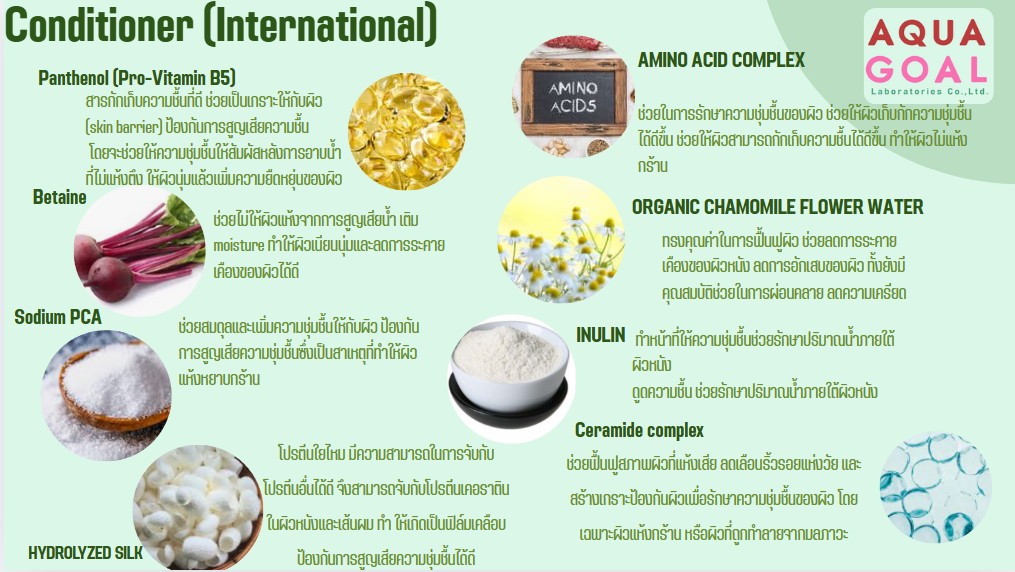 Conditioner (International)
AQUA
GOAL
Laboratories Co.,Ltd.
Panthenol (Pro-Vitamin B5)
สารกักเก็บความชื้นที่ดี ช่วยเป็นเกราะให้กับผิว
(skin barrier) ป้องกันการสูญเสียความชื้น
โดยจะช่วยให้ความชุ่มชื้นให้สัมผัสหลังการอาบน้ำ
ที่ไม่แห้งตึง ให้ผิวนุ่มแล้วเพิ่มความยืดหยุ่นของผิว
Betaine
ช่วยไม่ให้ผิวแห้งจากการสูญเสียน้ำ เติม
moisture ทำให้ผิวเนียนนุ่มและลดการระคาย
เคืองของผิวได้ดี
Sodium PCA
ช่วยสมดุลและเพิ่มความชุ่มชื้นให้กับผิว ป้องกัน
การสูญเสียความชุ่มชื้นซึ่งเป็นสาเหตุที่ทำให้ผิว
แห้งหยาบกร้าน
HYDROLYZED SILK
โปรตีนใยไหม มีความสามารถในการจับกับ
โปรตีนอื่นได้ดี จึงสามารถจับกับโปรตีนเคอราติน
ในผิวหนังและเส้นผม ทำ ให้เกิดเป็นฟิล์มเคลือบ
ป้องกันการสูญเสียความชุ่มชื้นได้ดี
AMINO
ACIDS
AMINO ACID COMPLEX
ช่วยในการรักษาความชุ่มชื้นของผิว ช่วยให้ผิวเก็บกักความชุ่มชื้น
ได้ดีขึ้น ช่วยให้ผิวสามารถกักเก็บความชื้นได้ดีขึ้น ทำให้ผิวไม่แห้ง
กร้าน
ORGANIC CHAMOMILE FLOWER WATER
ทรงคุณค่าในการฟื้นฟูผิว ช่วยลดการระคาย
เคืองของผิวหนัง ลดการอักเสบของผิว ทั้งยังมี
คุณสมบัติช่วยในการผ่อนคลาย ลดความเครียด
INULIN
ทำหน้าที่ให้ความชุ่มชื้นช่วยรักษาปริมาณน้ำภายใต้
ผิวหนัง
ดูดความชื้น ช่วยรักษาปริมาณน้ำภายใต้ผิวหนัง
Ceramide complex
ช่วยฟื้นฟูสภาพผิวที่แห้งเสีย ลดเลือนริ้วรอยแห่งวัย และ
สร้างเกราะป้องกันผิวเพื่อรักษาความชุ่มชื้นของผิว โดย
เฉพาะผิวแห้งกร้าน หรือผิวที่ถูกทำลายจากมลภาวะ